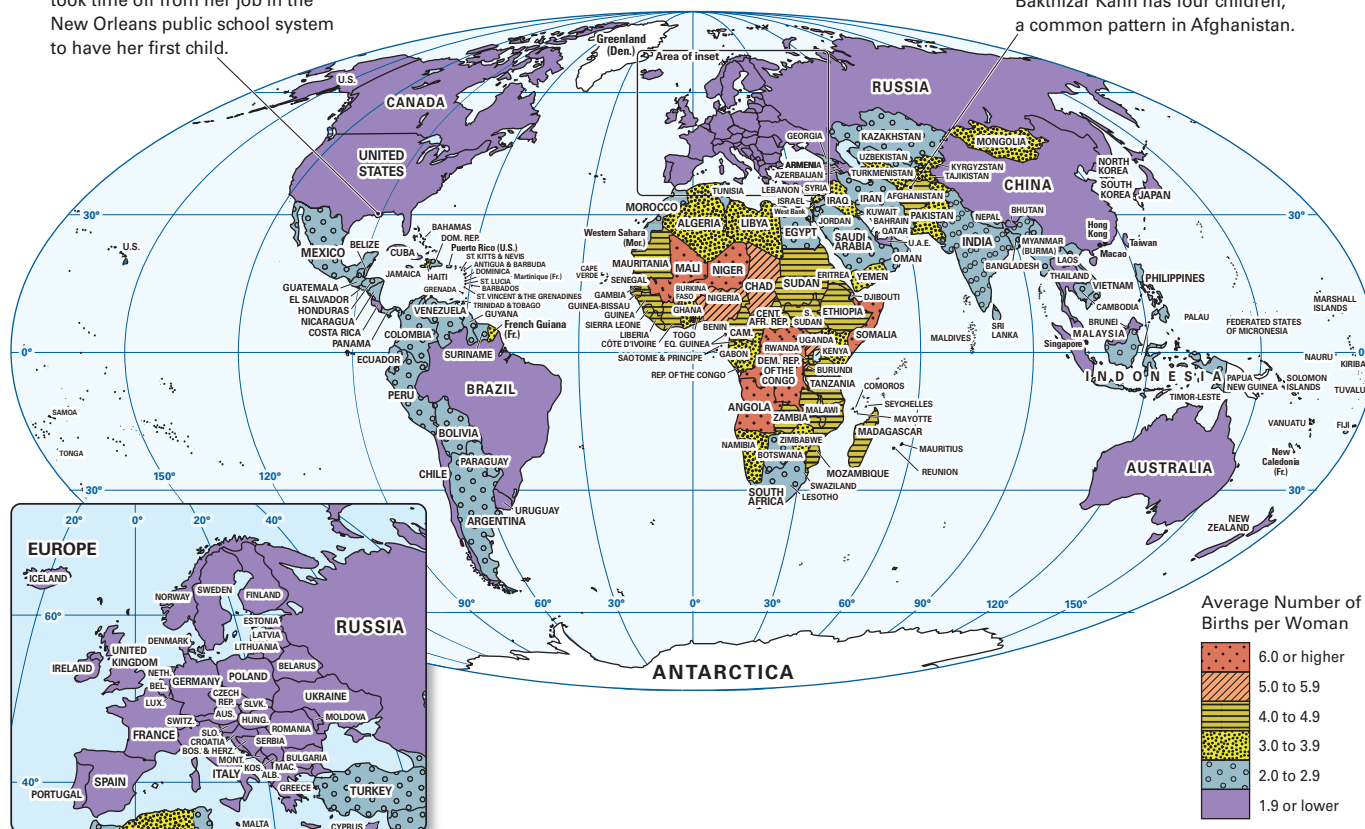 took time off from her job in the
New Orleans public school system
to have her first child.
Bakthizar Kahn has four children,
a common pattern in Afghanistan.
Greenland
(Den.)
Area of inset
U.S.
CANADA
UNITED
STATES
RUSSIA
GEORGIA
KAZAKHSTAN
MONGOLIA
UZBEKISTAN
ARMENIA
AZERBAIJAN
TURKMENISTAN
KYRGYZSTAN
TAJIKISTAN
NORTH
KOREA
SOUTH
KOREA
JAPAN
CHINA
TUNISIA
LEBANON
SYRIA
ISRAEL
West Bank
IRAQ
IRAN
AFGHANISTAN
MOROCCO
ALGERIA
LIBYA
EGYPT
JORDAN
KUWAIT
BAHRAIN
QATAR
PAKISTAN
NEPAL
BHUTAN
30°
30°
U.S.
BAHAMAS
DOM. REP.
Puerto Rico (U.S.)
ST. KITTS & NEVIS
ANTIGUA & BARBUDA
DOMINICA
Martinique (Fr.)
ST. LUCIA
BARBADOS
GRENADA
ST. VINCENT & THE GRENADINES
TRINIDAD & TOBAGO
MEXICO
BELIZE
CUBA
JAMAICA
HAITI
GUATEMALA
EL SALVADOR
HONDURAS
NICARAGUA
COSTA RICA
PANAMA
VENEZUELA
GUYANA
French Guiana
(Fr.)
COLOMBIA
SURINAME
ECUADOR
Western Sahara
(Mor.)
CAPE
VERDE
MAURITANIA
MALI
NIGER
CHAD
SUDAN
ERITREA
YEMEN
SAUDI
ARABIA
U.A.E.
OMAN
INDIA
BANGLADESH
MYANMAR
(BURMA)
LAOS
THAILAND
VIETNAM
CAMBODIA
Hong
Kong
Macao
Taiwan
PHILIPPINES
SENEGAL
GAMBIA
GUINEA-BISSAU
GUINEA
SIERRA LEONE
LIBERIA
CÔTE D'IVOIRE
BURKINA
FASO
GHANA
TOGO
BENIN
NIGERIA
CENT.
AFR. REP.
S.
SUDAN
ETHIOPIA
DJIBOUTI
SOMALIA
CAM.
EQ. GUINEA
SAO TOME & PRINCIPE
GABON
REP. OF THE CONGO
UGANDA
KENYA
RWANDA
DEM. REP.
OF THE
CONGO
BURUNDI
TANZANIA
MALDIVES
SRI
LANKA
BRUNEI
MALAYSIA
Singapore
PALAU
FEDERATED STATES
OF MICRONESIA
MARSHALL
ISLANDS
NAURU
KIRIBA
0°
0°
INDONESIA
PAPUA
NEW GUINEA
SOLOMON
ISLANDS
TUVALU
TIMOR-LESTE
BRAZIL
PERU
BOLIVIA
PARAGUAY
CHILE
URUGUAY
ARGENTINA
ANGOLA
ZAMBIA
MALAWI
COMOROS
SEYCHELLES
MAYOTTE
MADAGASCAR
MAURITIUS
REUNION
NAMIBIA
ZIMBABWE
BOTSWANA
MOZAMBIQUE
SWAZILAND
LESOTHO
SOUTH
AFRICA
SAMOA
TONGA
VANUATU
FIJI
New
Caledonia
(Fr.)
AUSTRALIA
NEW
ZEALAND
150°
120°
30°
30°
90°
60°
30°
0°
30°
60°
90°
120°
150°
ANTARCTICA
20°
0°
20°
40°
EUROPE
ICELAND
NORWAY
SWEDEN
FINLAND
60°
ESTONIA
LATVIA
LITHUANIA
RUSSIA
DENMARK
UNITED
KINGDOM
IRELAND
NETH.
BEL.
LUX.
GERMANY
POLAND
BELARUS
CZECH
REP.
SLVK.
UKRAINE
AUS.
HUNG.
MOLDOVA
SWITZ.
FRANCE
SLO.
CROATIA
BOS. & HERZ.
ROMANIA
SERBIA
MONT.
KOS.
MAC.
ALB.
BULGARIA
ITALY
GREECE
TURKEY
40°
SPAIN
PORTUGAL
MALTA
CYPRUS
Average Number of
Births per Woman
6.0 or higher
5.0 to 5.9
4.0 to 4.9
3.0 to 3.9
2.0 to 2.9
1.9 or lower